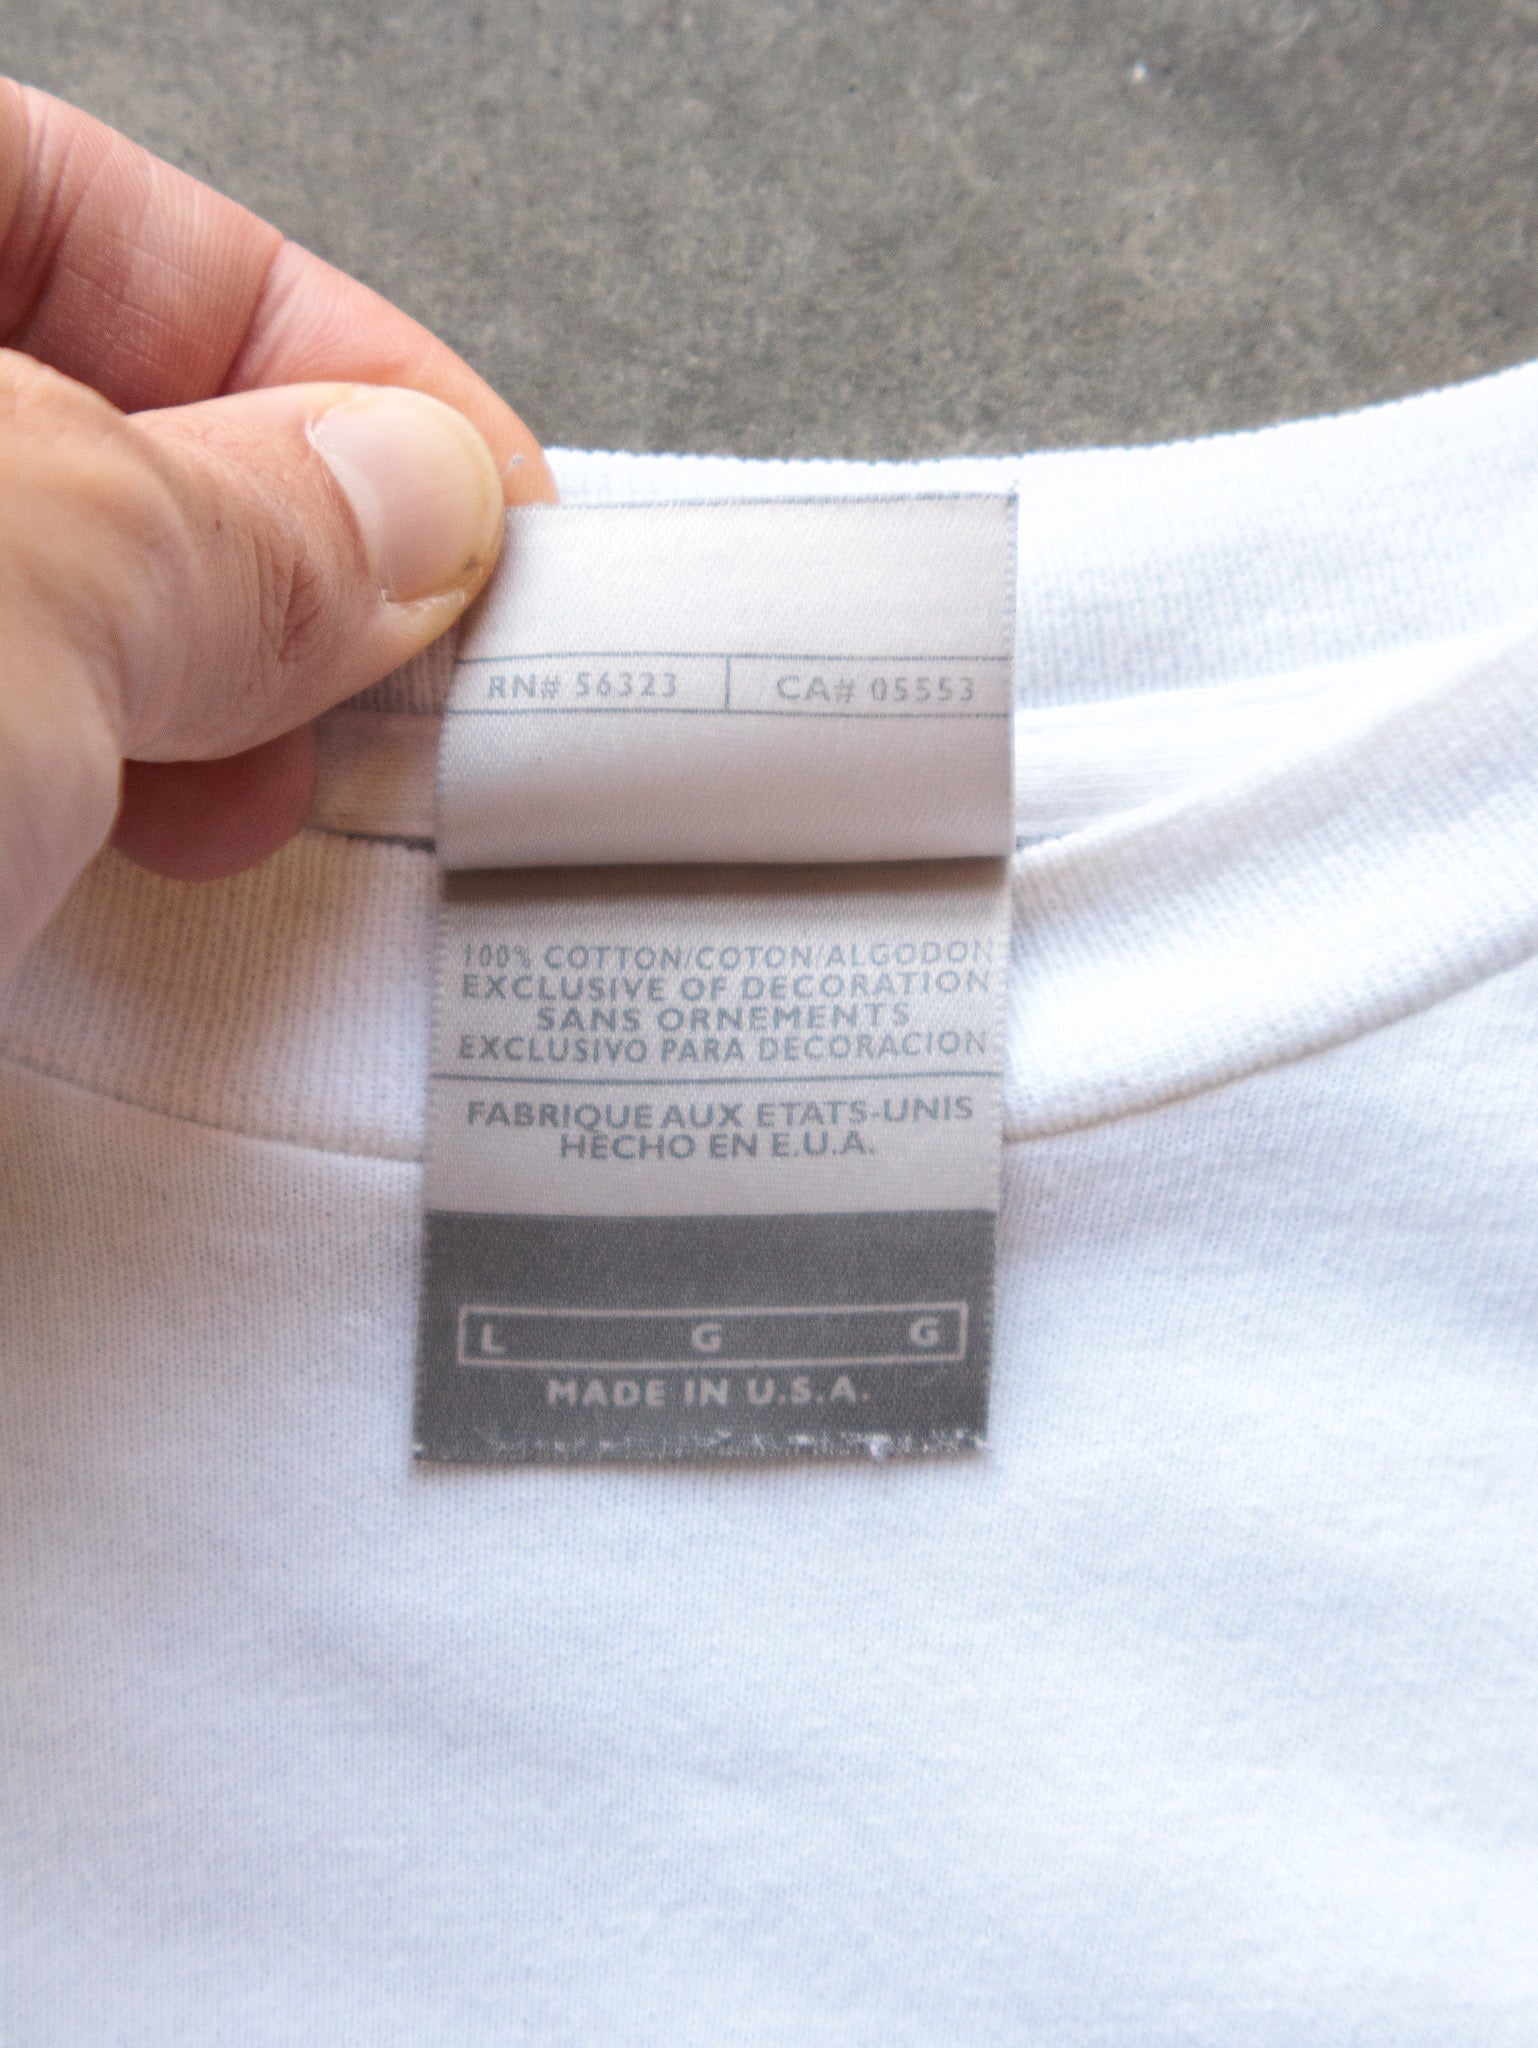 RN# 56323 CA# 05553
100% COTTON/COTON/ALGODON
EXCLUSIVE OF DECORATION
SANS ORNEMENTS
EXCLUSIVO PARA DECORACION
FABRIQUE AUX ETATS-UNIS
HECHO EN E.U.A.
L G G
MADE IN U.S.A.